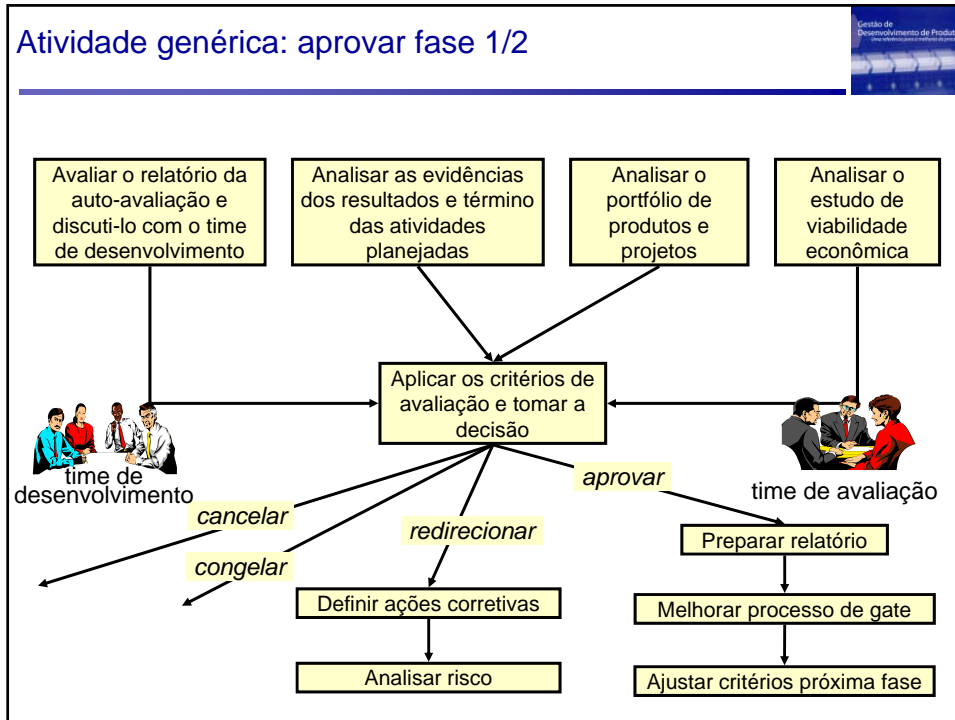 Atividade genérica: aprovar fase 1/2
Gestão de
Desenvolvimento de Produt
Avaliar o relatório da
auto-avaliação e
discuti-lo com o time
de desenvolvimento
Analisar as evidências
dos resultados e término
das atividades
planejadas
Analisar o
portfólio de
produtos e
projetos
Analisar o
estudo de
viabilidade
econômica
Aplicar os critérios de
avaliação e tomar a
decisão
time de
desenvolvimento
time de avaliação
aprovar
cancelar
redirecionar
congelar
Preparar relatório
Definir ações corretivas
Melhorar processo de gate
Analisar risco
Ajustar critérios próxima fase